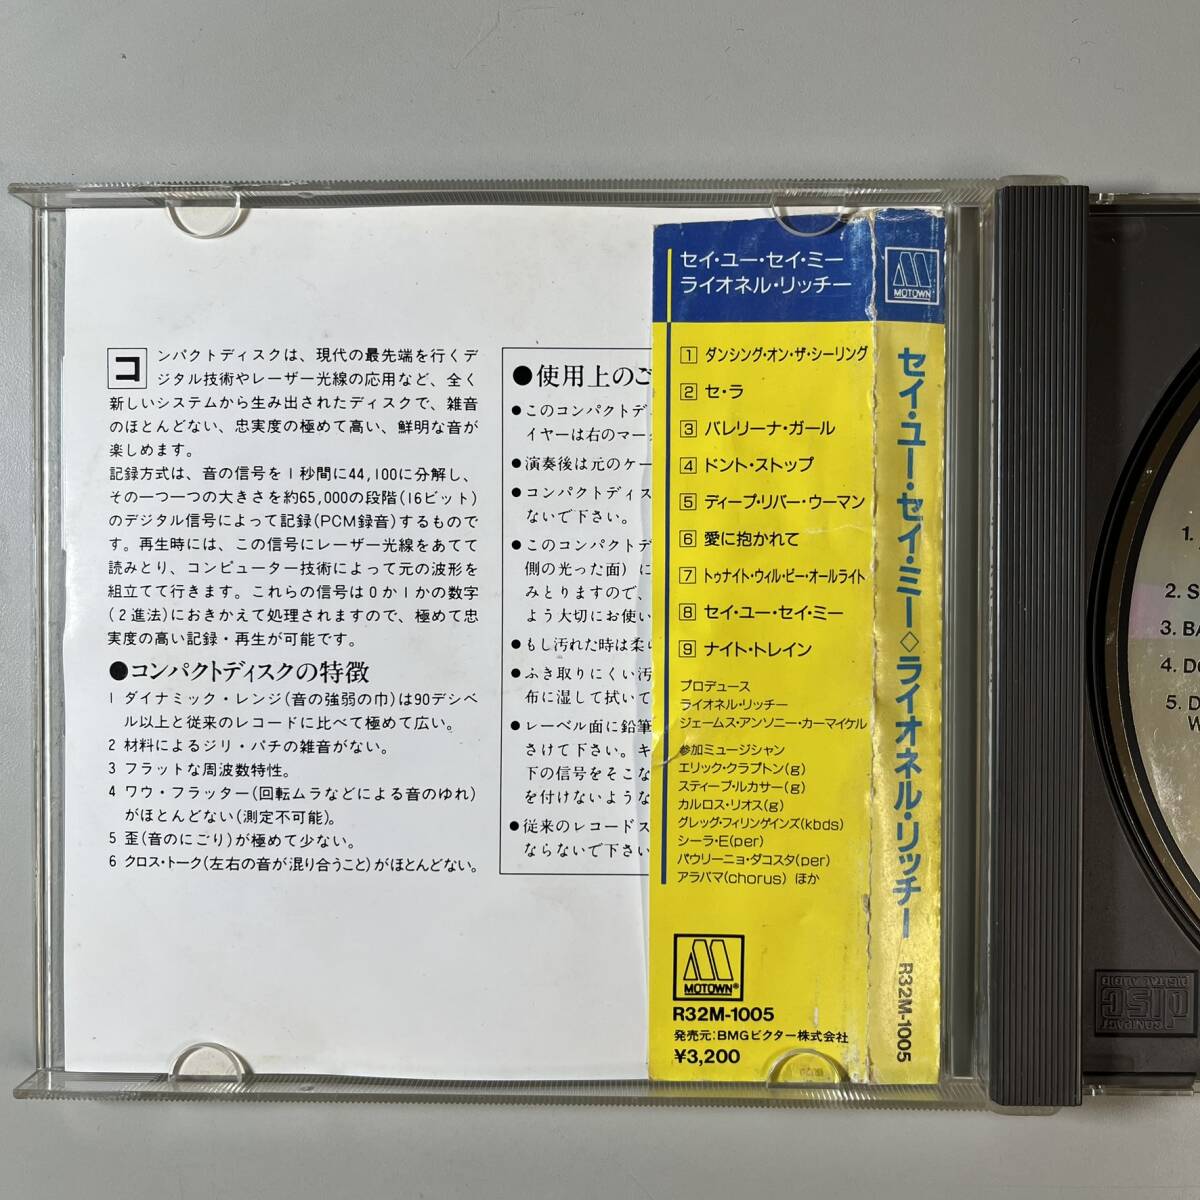 コンパクトディスクは、現代の最先端を行くデ
ジタル技術やレーザー光線の応用など、全く
新しいシステムから生み出されたディスクで、雑音
のほとんどない、忠実度の極めて高い、鮮明な音が
楽しめます。
記録方式は、音の信号を1秒間に44,100に分解し、
その一つ一つの大きさを約65,000の段階(16ビット)
のデジタル信号によって記録(PCM録音)するもので
す。再生時には、この信号にレーザー光線をあてて
読みとり、コンピューター技術によって元の波形を
組立てて行きます。これらの信号は0か1かの数字
(2進法)におきかえて処理されますので、極めて忠
実度の高い記録・再生が可能です。
●コンパクトディスクの特徴
1 ダイナミック・レンジ(音の強弱の巾)は90デシベ
ル以上と従来のレコードに比べて極めて広い。
2 材料によるジリ・パチの雑音がない。
3 フラットな周波数特性。
4 ワウ・フラッター(回転ムラなどによる音のゆれ)
がほとんどない(測定不可能)。
5 歪(音のにごり)が極めて少ない。
6 クロス・トーク(左右の音が混り合うこと)がほとんどない。
●使用上のご
●このコンパクトデ
イヤーは右のマー
●演奏後は元のケー
●コンパクトディス
ないで下さい。
●このコンパクトデ
側の光った面)に
みとりますので、
よう大切にお使い
●もし汚れた時は柔ら
●ふき取りにくい汚
布に湿して拭いて
●レーベル面に鉛筆
さけて下さい。キ
下の信号をそこな
を付けないような
●従来のレコードス
ならないで下さい
セイ・ユー・セイ・ミー
ライオネル・リッチー
1 ダンシング・オン・ザ・シーリング
2 セ・ラ
3 バレリーナ・ガール
4 ドント・ストップ
5 ディープ・リバー・ウーマン
6 愛に抱かれて
7 トゥナイト・ウィル・ビー・オールライト
8 セイ・ユー・セイ・ミー
9 ナイト・トレイン
プロデュース
ライオネル・リッチー
ジェームス・アンソニー・カーマイケル
参加ミュージシャン
エリック・クラプトン(g)
スティーブ・ルカサー(g)
カルロス・リオス(g)
グレッグ・フィリンゲインズ(kbds)
シーラ・E(per)
パウリーニョ・ダコスタ(per)
アラバマ(chorus) ほか
MOTOWN®
R32M-1005
発売元:BMGビクター株式会社
¥3,200
MOTOWN
セイ・ユー・セイ・ミー◇ライオネル・リッチー
R32M-1005
1.
2. S
3. BA
4. D
5. D
W
COMPACT
DISC
DIGITAL AUDIO